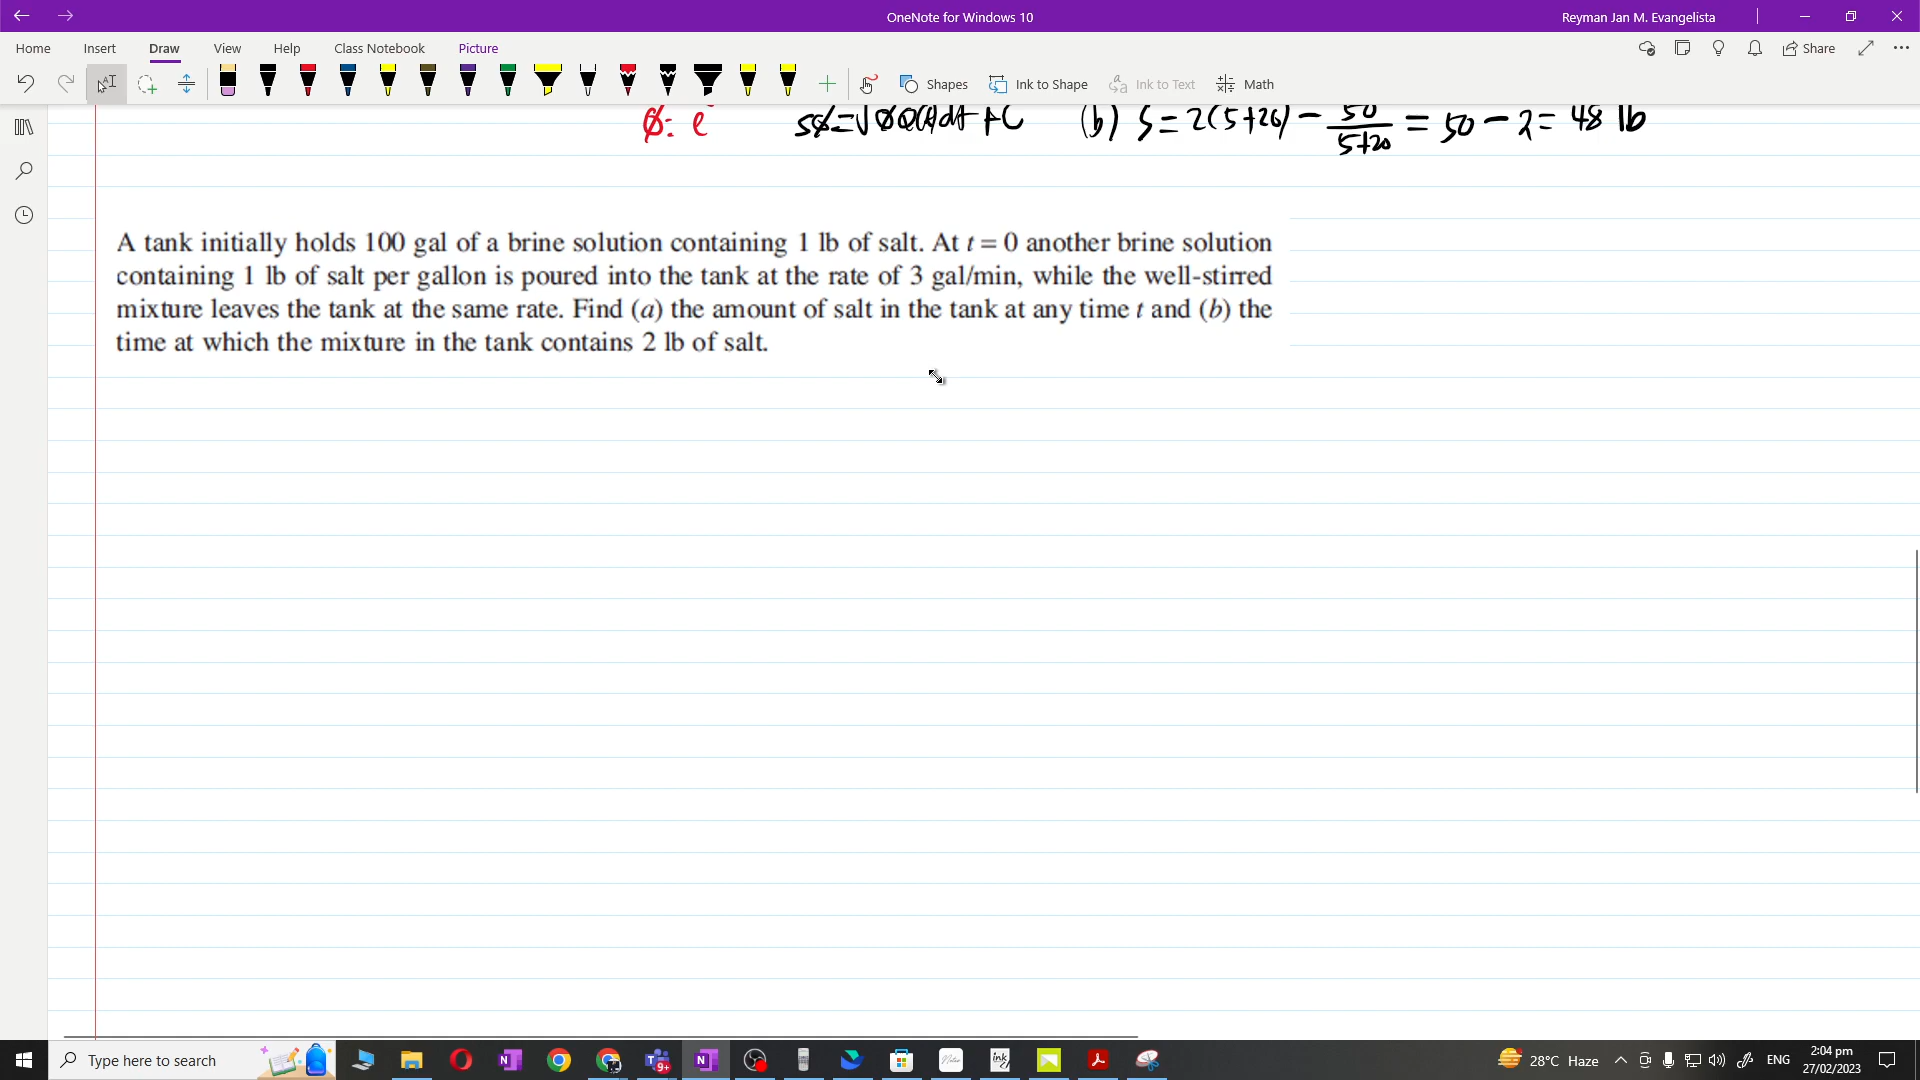 OneNote for Windows 10
Reyman Jan M. Evangelista
Home Insert Draw View Help Class Notebook Picture
Share
Shapes Ink to Shape Ink to Text Math
ϕ: e
sϕ=∫ϕQ(t)dt+C
(b) S = 2(5+20) - 50/(5+20) = 50 - 2 = 48 lb
A tank initially holds 100 gal of a brine solution containing 1 lb of salt. At t = 0 another brine solution
containing 1 lb of salt per gallon is poured into the tank at the rate of 3 gal/min, while the well-stirred
mixture leaves the tank at the same rate. Find (a) the amount of salt in the tank at any time t and (b) the
time at which the mixture in the tank contains 2 lb of salt.
Type here to search
9+
28°C Haze
ENG
2:04 pm
27/02/2023